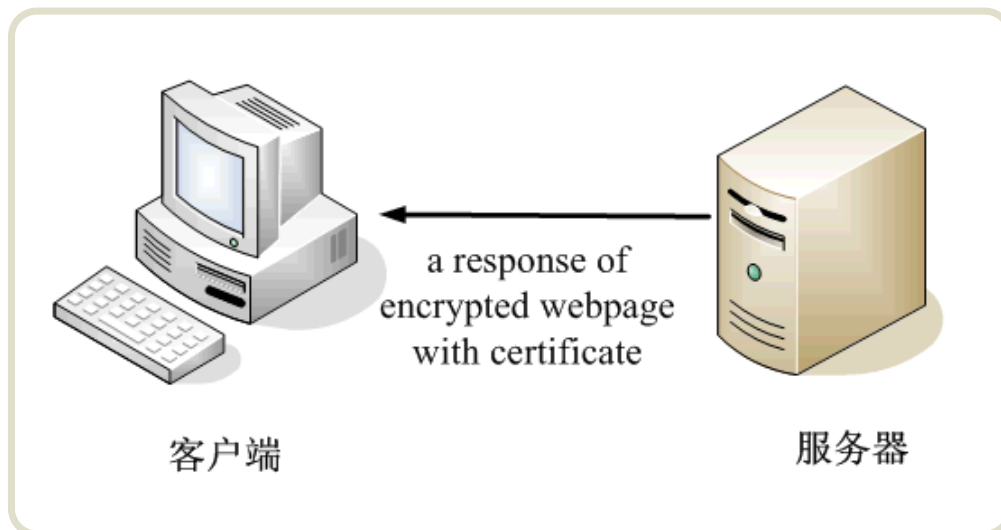 a response of
encrypted webpage
with certificate
客户端
服务器